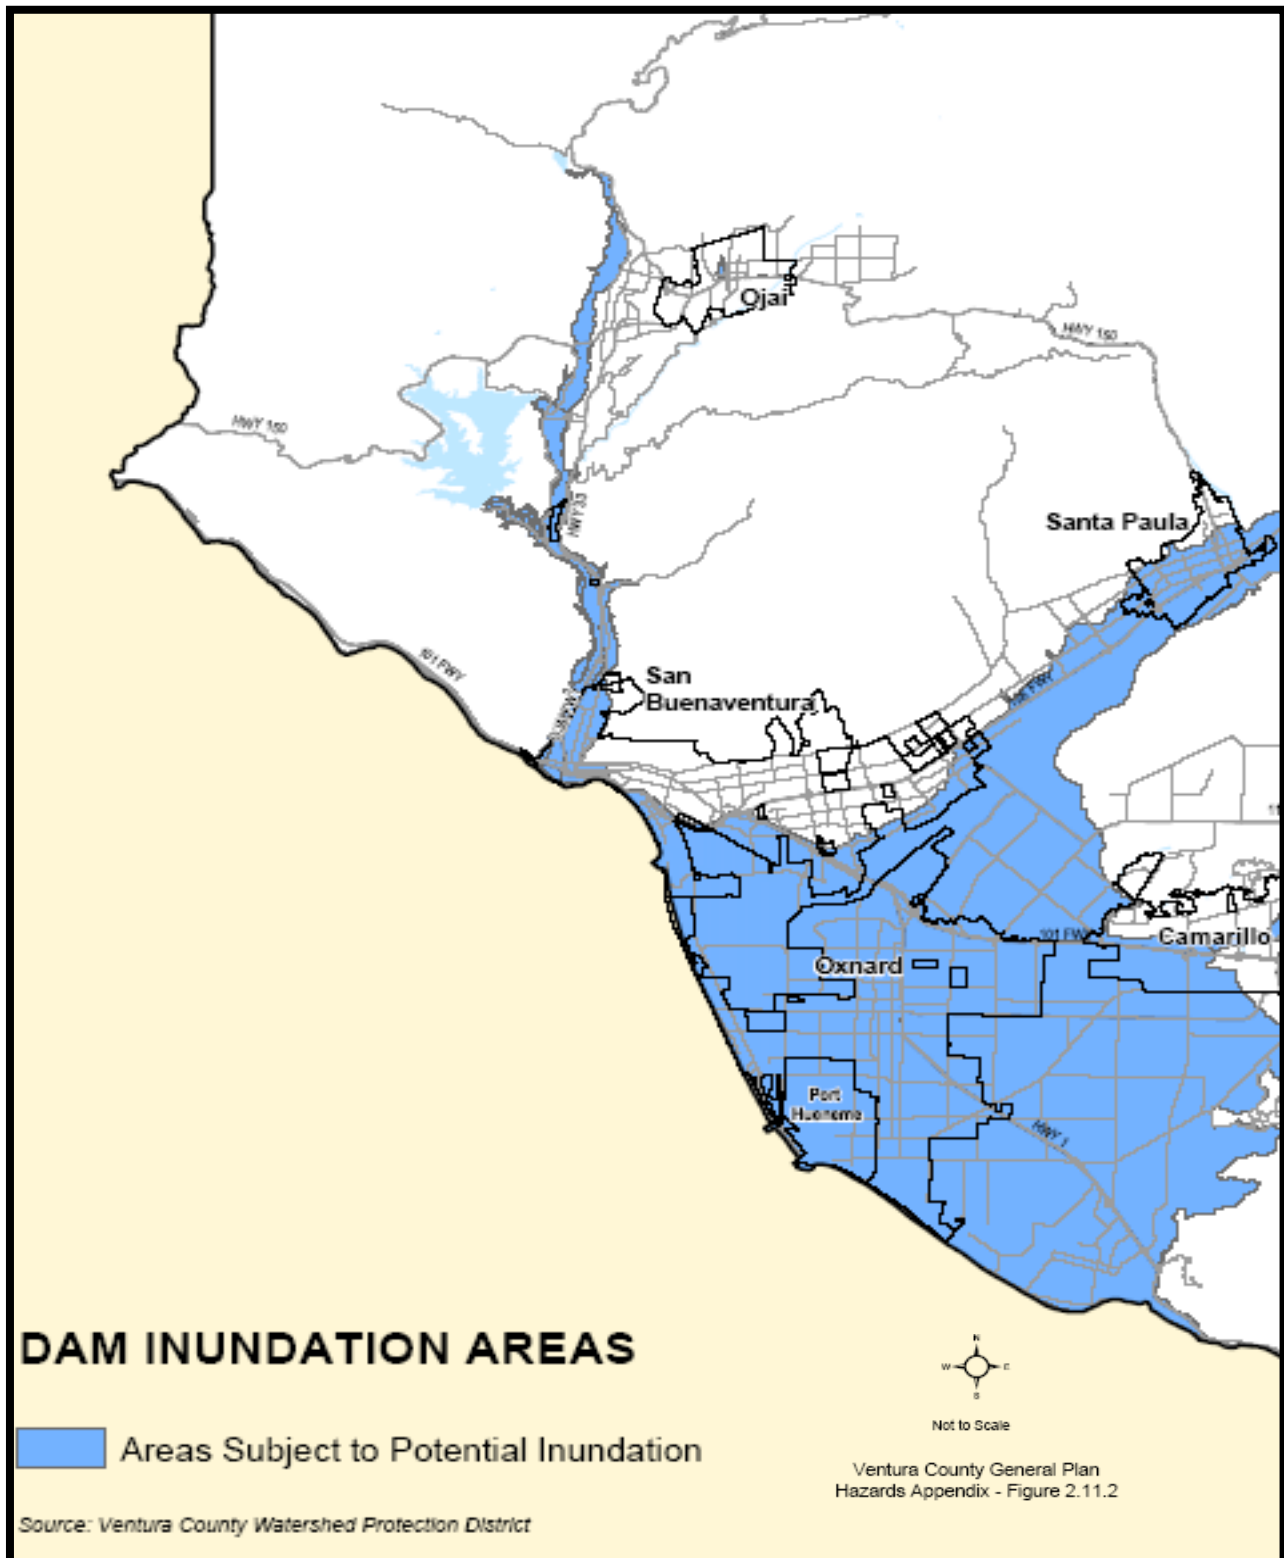 Ojai
HWY 150
HWY 150
HWY 33
Santa Paula
101 FWY
San
Buenaventura
FWY
Oxnard
101 FWY
Camarillo
Port
Hueneme
HWY 1
DAM INUNDATION AREAS
Areas Subject to Potential Inundation
Source: Ventura County Watershed Protection District
N
W
E
S
Not to Scale
Ventura County General Plan
Hazards Appendix - Figure 2.11.2